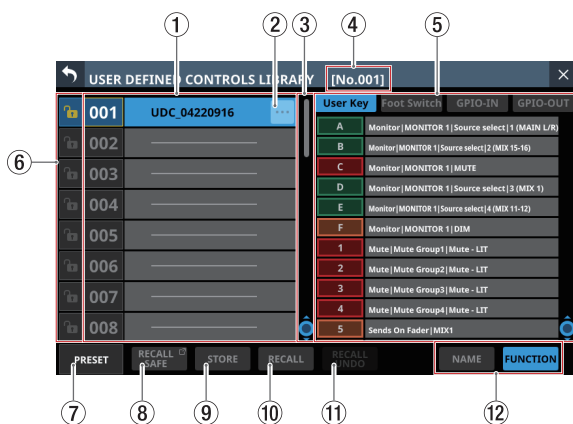 ① ② ③ ④ ⑤
USER DEFINED CONTROLS LIBRARY [No.001]
001 UDC_04220916 ...
002
003
004
005
006
007
008
User Key Foot Switch GPIO-IN GPIO-OUT
A Monitor|MONITOR 1|Source select|1 (MAIN L/R)
B Monitor|MONITOR 1|Source select|2 (MIX 15-16)
C Monitor|MONITOR 1|MUTE
D Monitor|MONITOR 1|Source select|3 (MIX 1)
E Monitor|MONITOR 1|Source select|4 (MIX 11-12)
F Monitor|MONITOR 1|DIM
1 Mute|Mute Group1|Mute - LIT
2 Mute|Mute Group2|Mute - LIT
3 Mute|Mute Group3|Mute - LIT
4 Mute|Mute Group4|Mute - LIT
5 Sends On Fader|MIX1
⑥
PRESET
RECALL
SAFE
STORE
RECALL
RECALL
UNDO
NAME
FUNCTION
⑦ ⑧ ⑨ ⑩ ⑪ ⑫